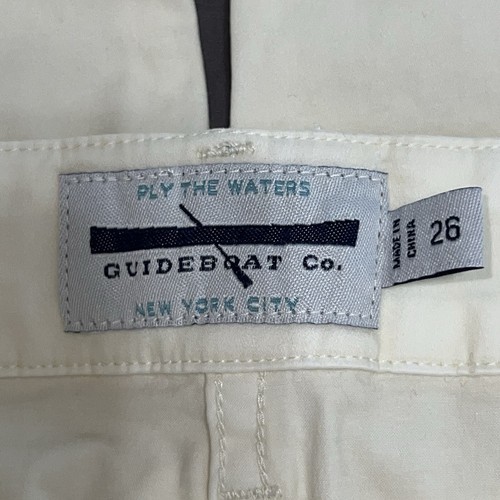 PLY THE WATERS
GUIDEBOAT Co.
NEW YORK CITY
MADE IN
CHINA
26